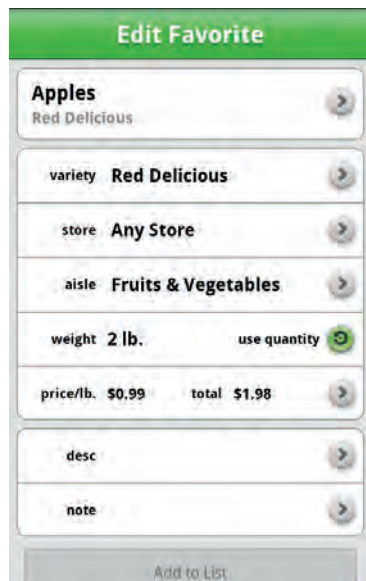 Edit Favorite
Apples
Red Delicious
variety Red Delicious
store Any Store
aisle Fruits & Vegetables
weight 2 lb. use quantity
price/lb. $0.99 total $1.98
desc
note
Add to List